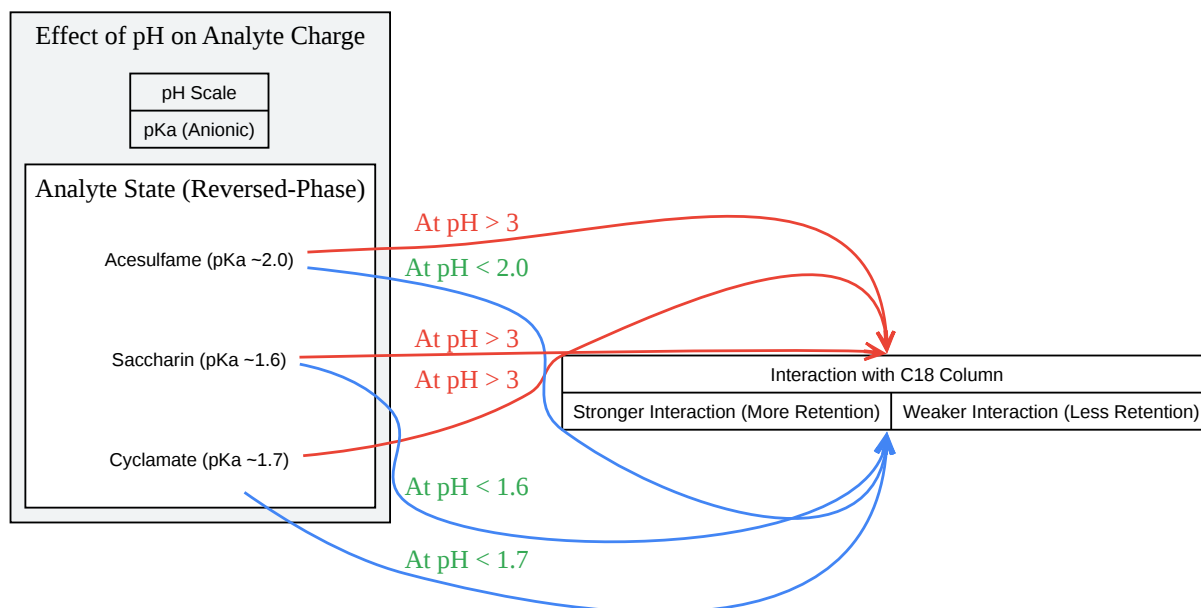 Effect of pH on Analyte Charge
pH Scale
pKa (Anionic)
Analyte State (Reversed-Phase)
Acesulfame (pKa ~2.0)
Saccharin (pKa ~1.6)
Cyclamate (pKa ~1.7)
At pH > 3
At pH < 2.0
At pH > 3
At pH > 3
At pH < 1.6
At pH < 1.7
Interaction with C18 Column
Stronger Interaction (More Retention)
Weaker Interaction (Less Retention)